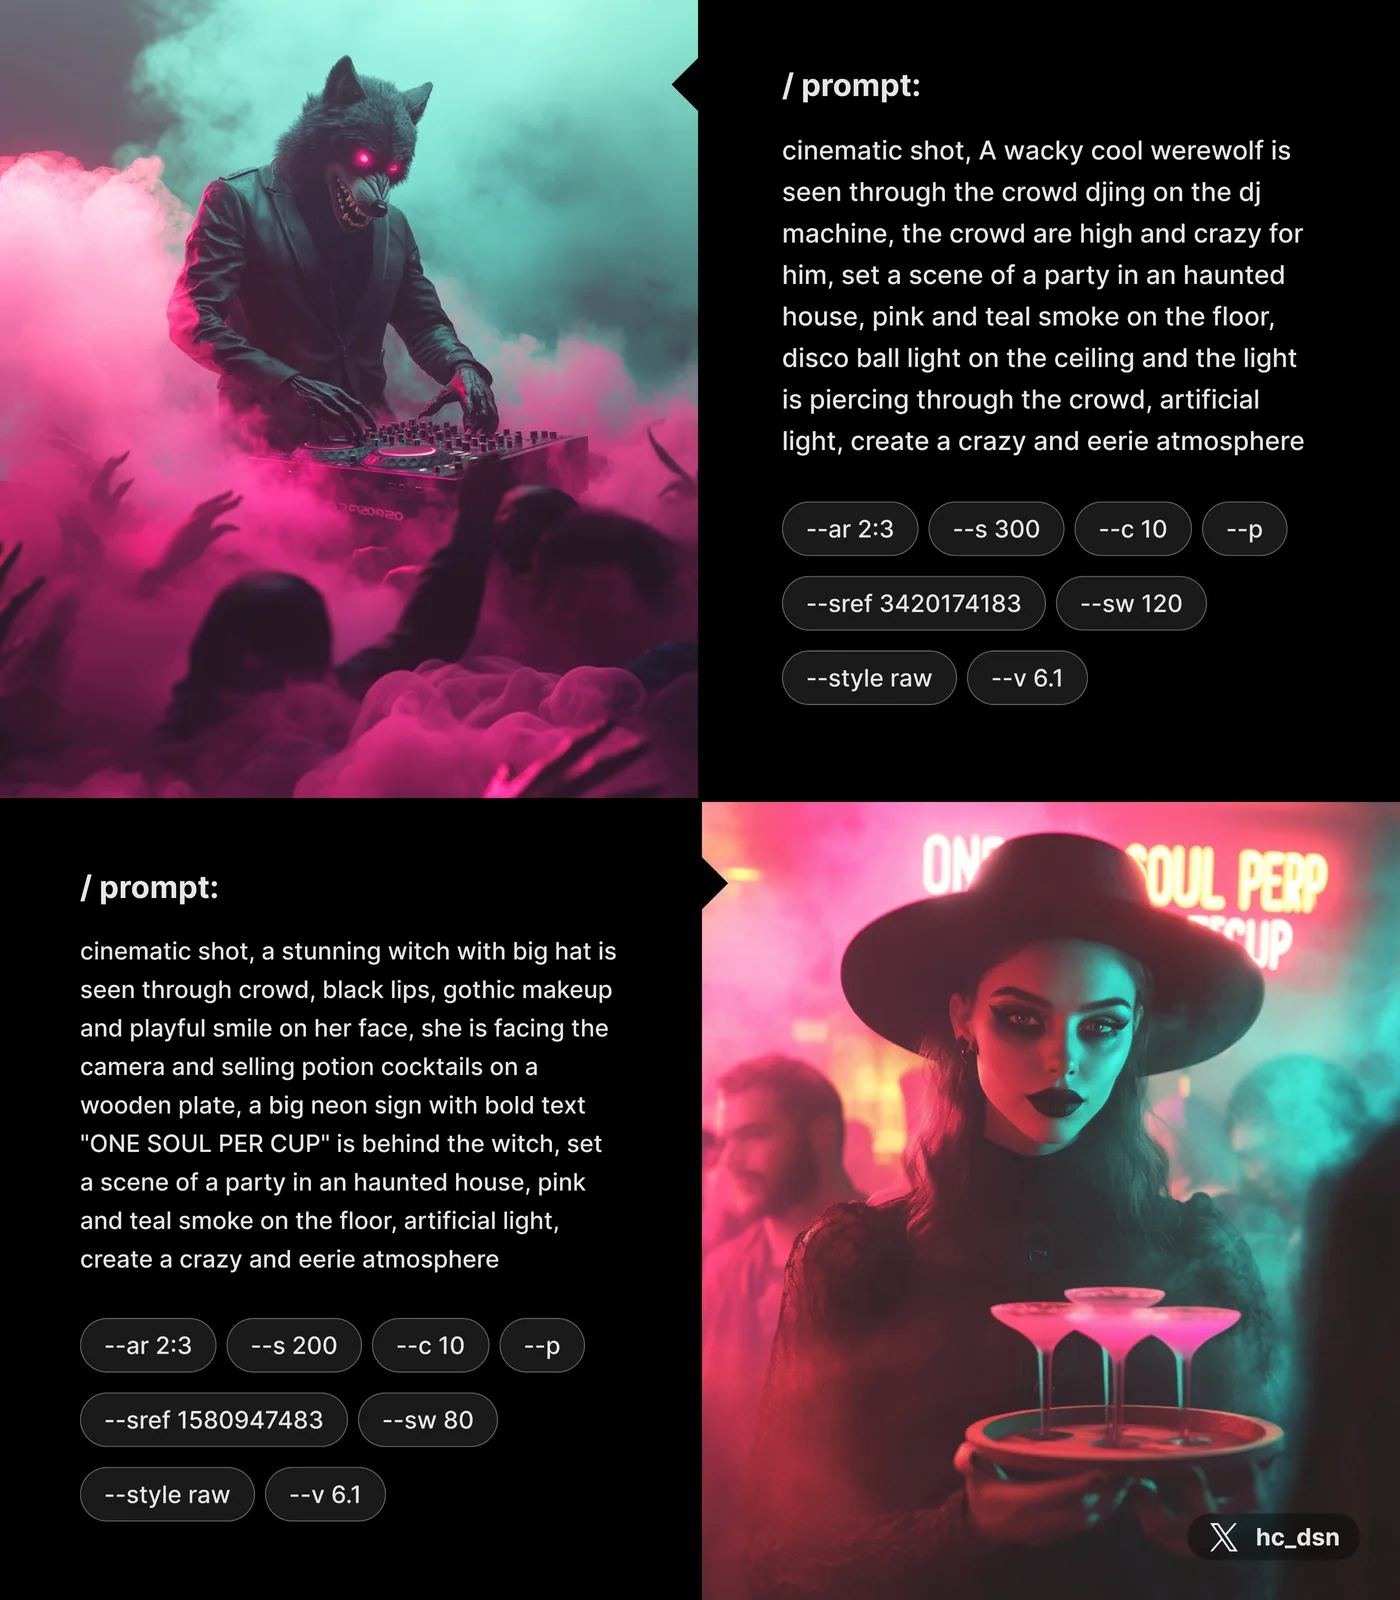 / prompt:
cinematic shot, A wacky cool werewolf is
seen through the crowd djing on the dj
machine, the crowd are high and crazy for
him, set a scene of a party in an haunted
house, pink and teal smoke on the floor,
disco ball light on the ceiling and the light
is piercing through the crowd, artificial
light, create a crazy and eerie atmosphere
--ar 2:3 --s 300 --c 10 --p
--sref 3420174183 --sw 120
--style raw --v 6.1
/ prompt:
cinematic shot, a stunning witch with big hat is
seen through crowd, black lips, gothic makeup
and playful smile on her face, she is facing the
camera and selling potion cocktails on a
wooden plate, a big neon sign with bold text
"ONE SOUL PER CUP" is behind the witch, set
a scene of a party in an haunted house, pink
and teal smoke on the floor, artificial light,
create a crazy and eerie atmosphere
--ar 2:3 --s 200 --c 10 --p
--sref 1580947483 --sw 80
--style raw --v 6.1
ONE SOUL PERP
CUP
X hc_dsn